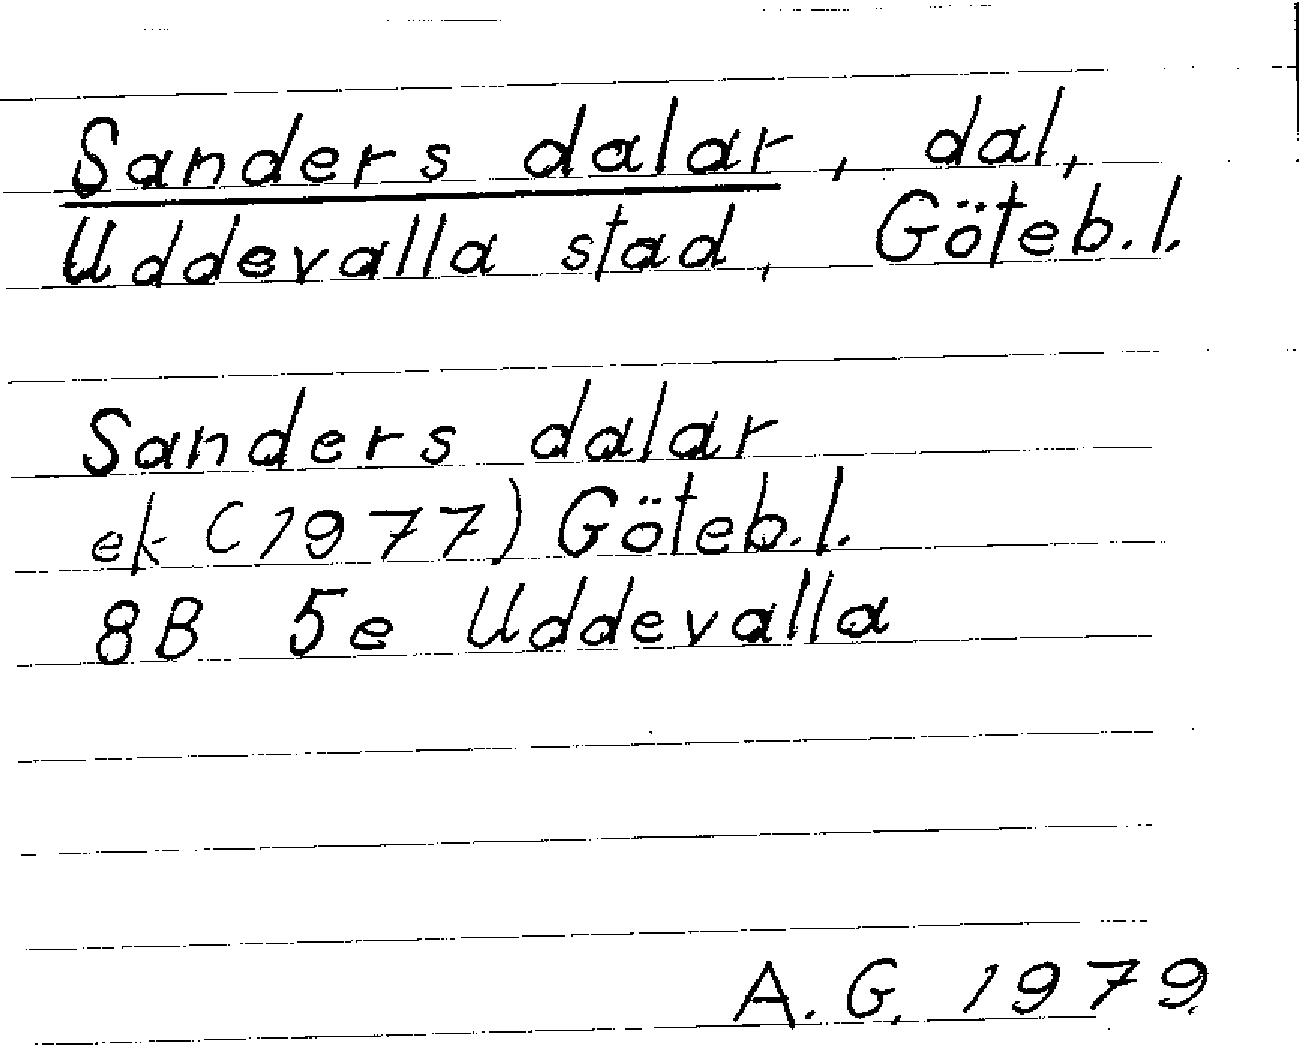 Sanders dalar, dal,
Uddevalla stad, Göteb.l.
Sanders dalar
ek (1977) Göteb.l.
8B 5e Uddevalla
A. G. 1979.